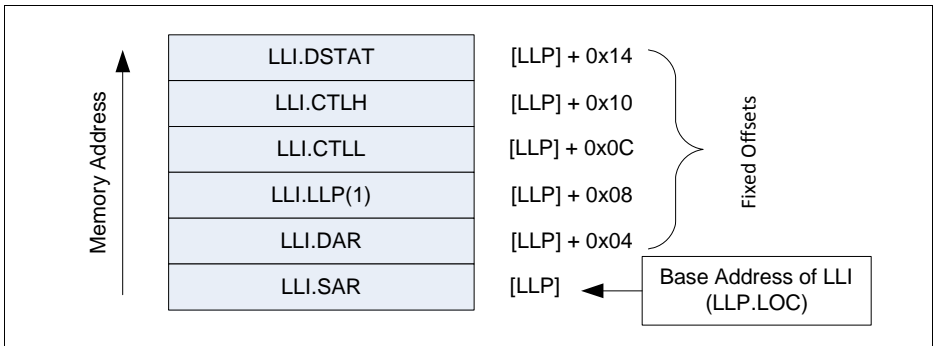 Memory Address
LLI.DSTAT [LLP] + 0x14
LLI.CTLH [LLP] + 0x10
LLI.CTLL [LLP] + 0x0C
LLI.LLP(1) [LLP] + 0x08
LLI.DAR [LLP] + 0x04
LLI.SAR [LLP]
Fixed Offsets
Base Address of LLI
(LLP.LOC)